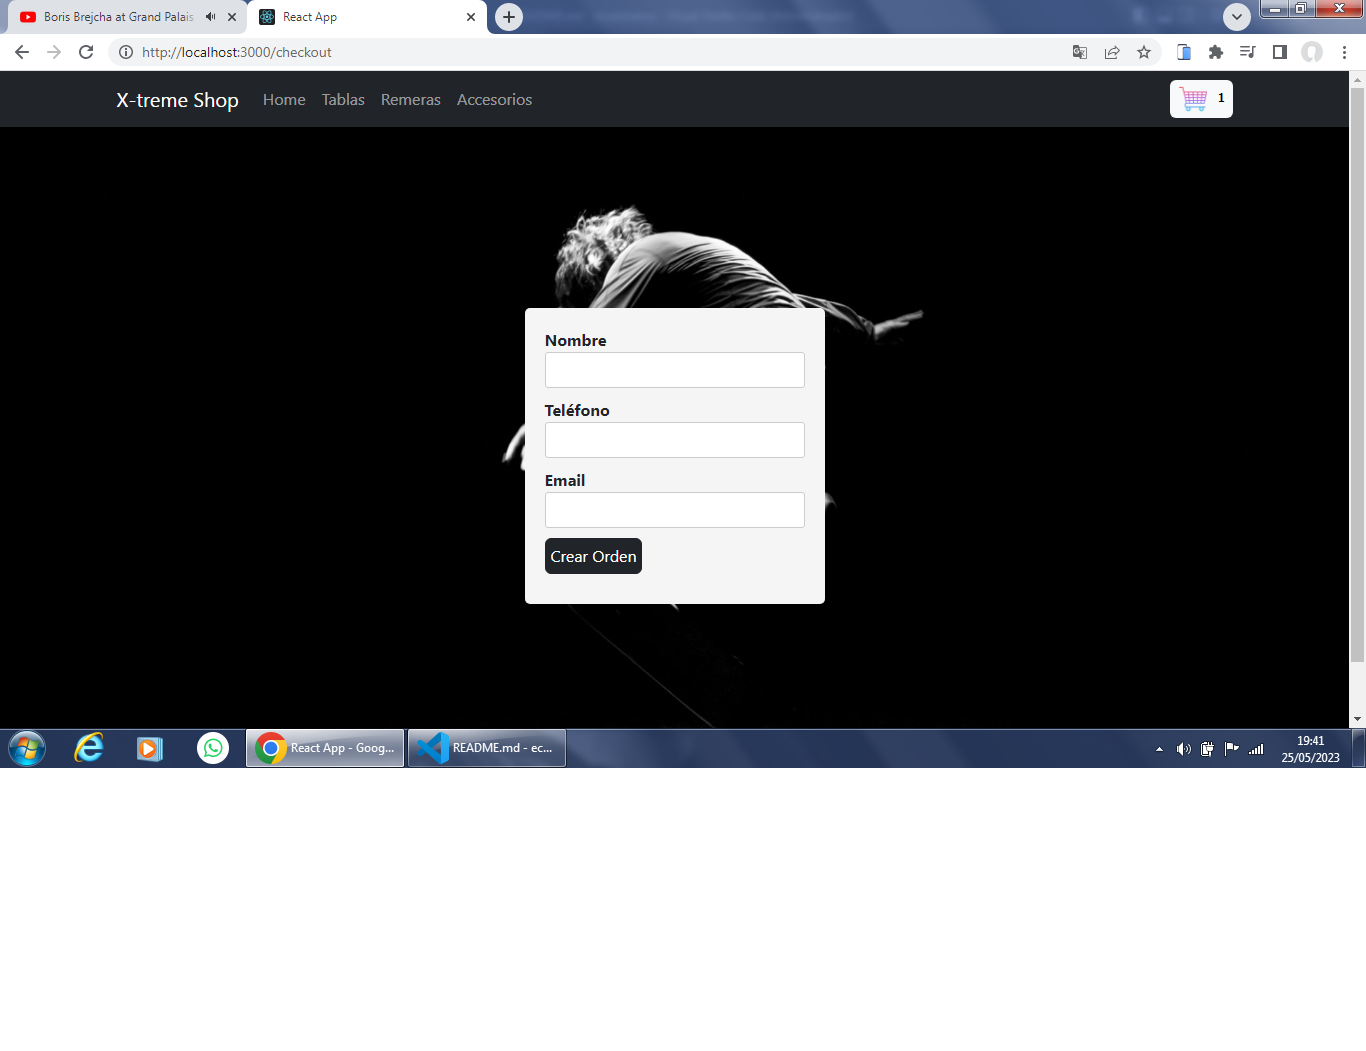 Boris Brejcha at Grand Palais
React App
http://localhost:3000/checkout
X-treme Shop Home Tablas Remeras Accesorios 1
Nombre
Teléfono
Email
Crear Orden
React App - Goog... README.md - ec...
19:41
25/05/2023